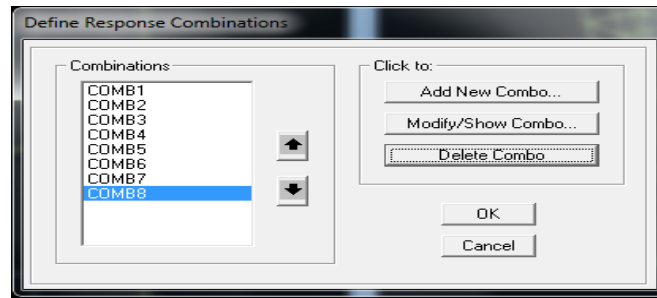 Define Response Combinations
Combinations
COMB1
COMB2
COMB3
COMB4
COMB5
COMB6
COMB7
COMB8
Click to:
Add New Combo...
Modify/Show Combo...
Delete Combo
OK
Cancel